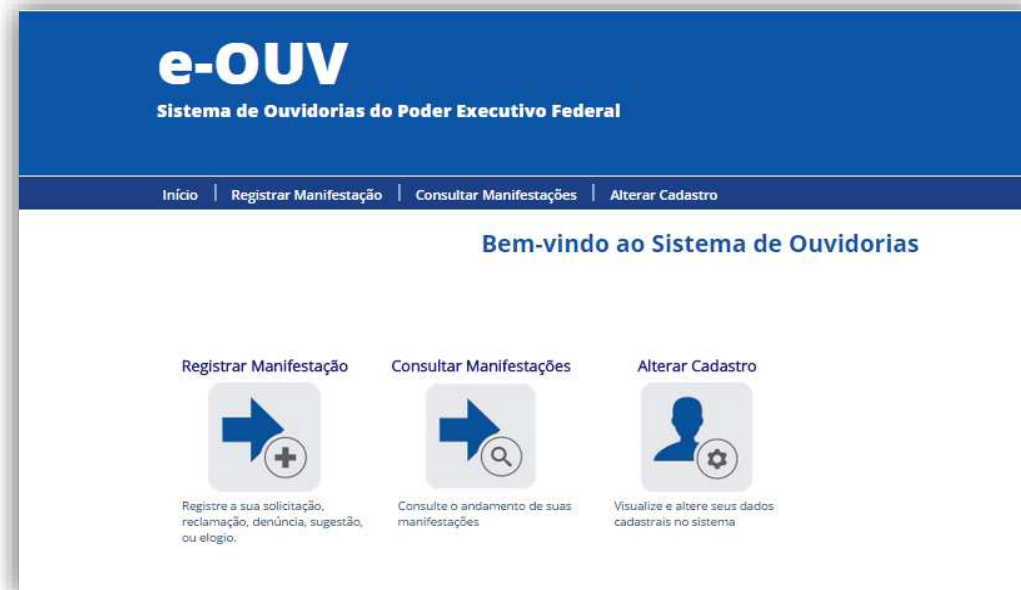 e-OUV
Sistema de Ouvidorias do Poder Executivo Federal
Início | Registrar Manifestação | Consultar Manifestações | Alterar Cadastro
Bem-vindo ao Sistema de Ouvidorias
Registrar Manifestação
Registre a sua solicitação,
reclamação, denúncia, sugestão,
ou elogio.
Consultar Manifestações
Consulte o andamento de suas
manifestações
Alterar Cadastro
Visualize e altere seus dados
cadastrais no sistema